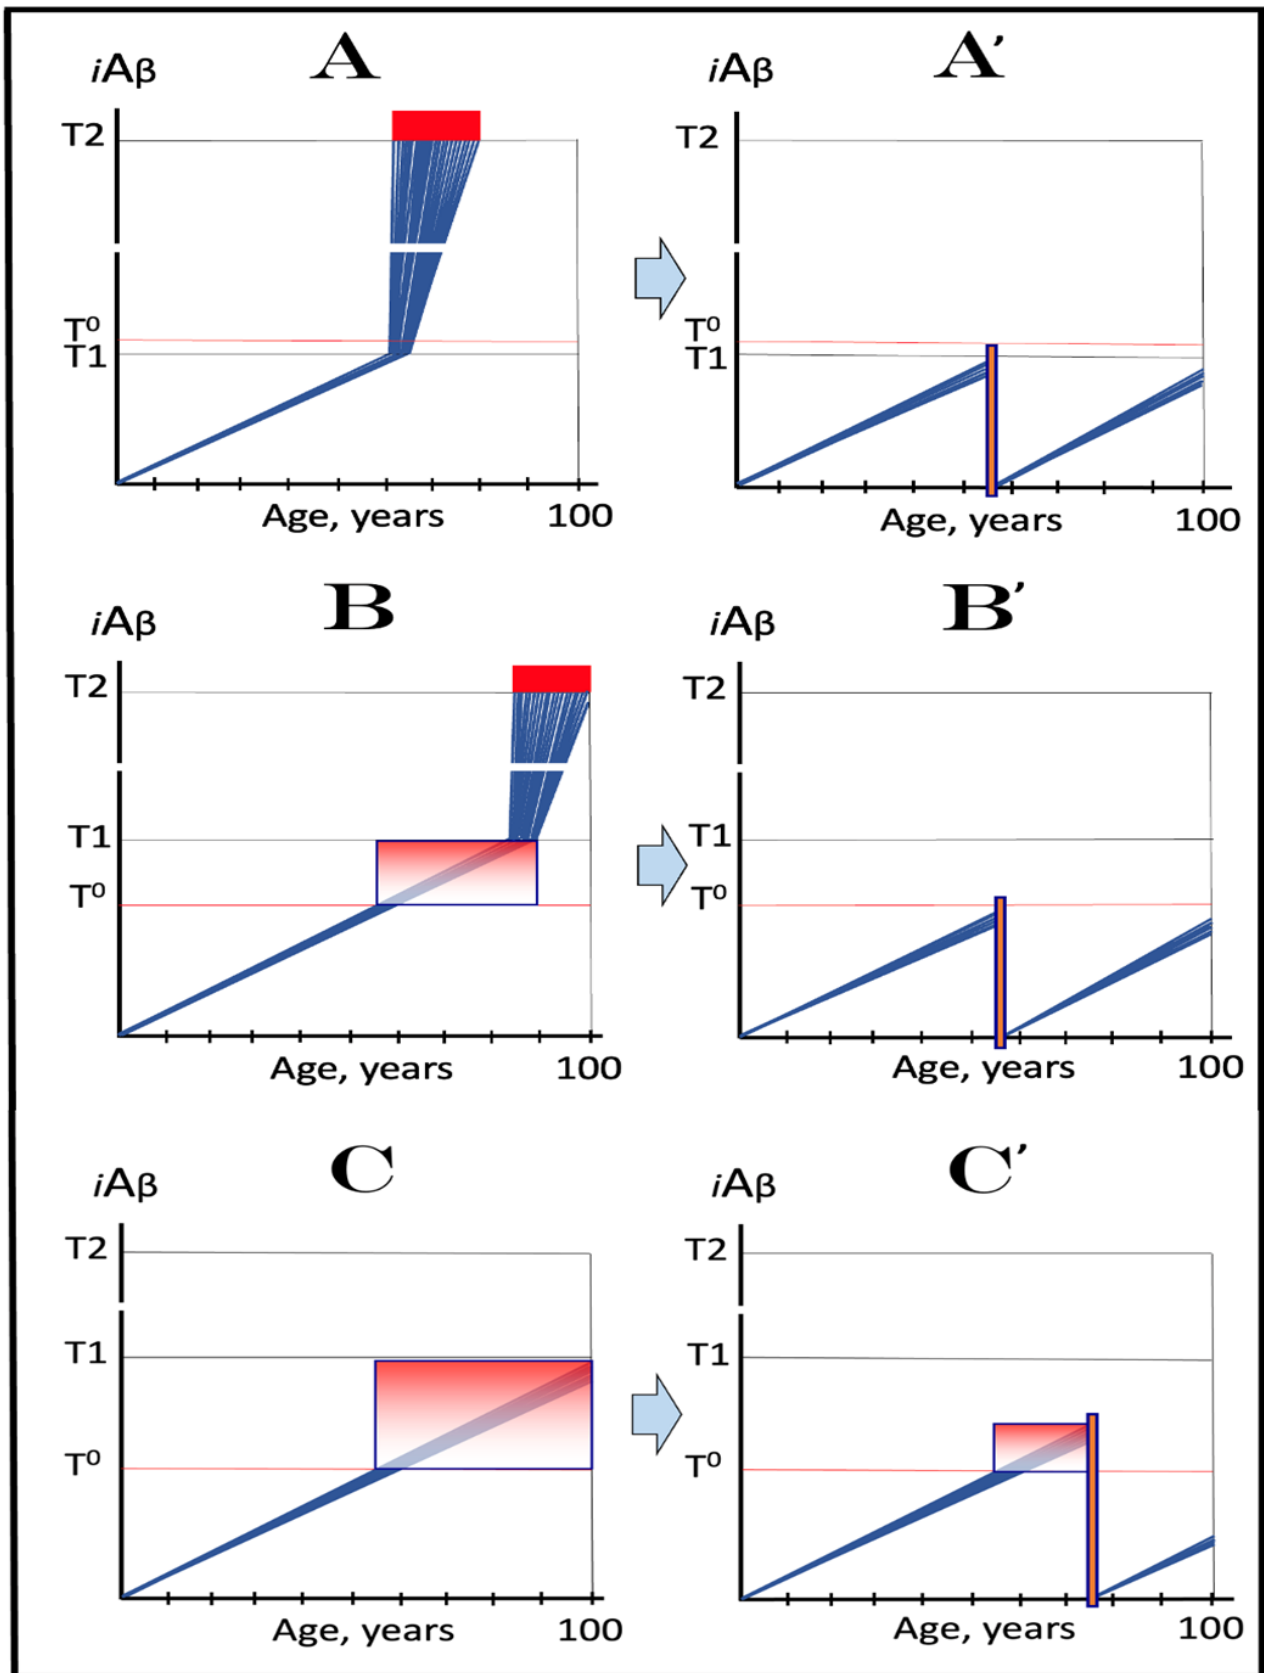 A A′
iAβ iAβ
T2 T2
T⁰ T⁰
T1 T1
Age, years 100 Age, years 100
B B′
iAβ iAβ
T2 T2
T1 T1
T⁰ T⁰
Age, years 100 Age, years 100
C C′
iAβ iAβ
T2 T2
T1 T1
T⁰ T⁰
Age, years 100 Age, years 100